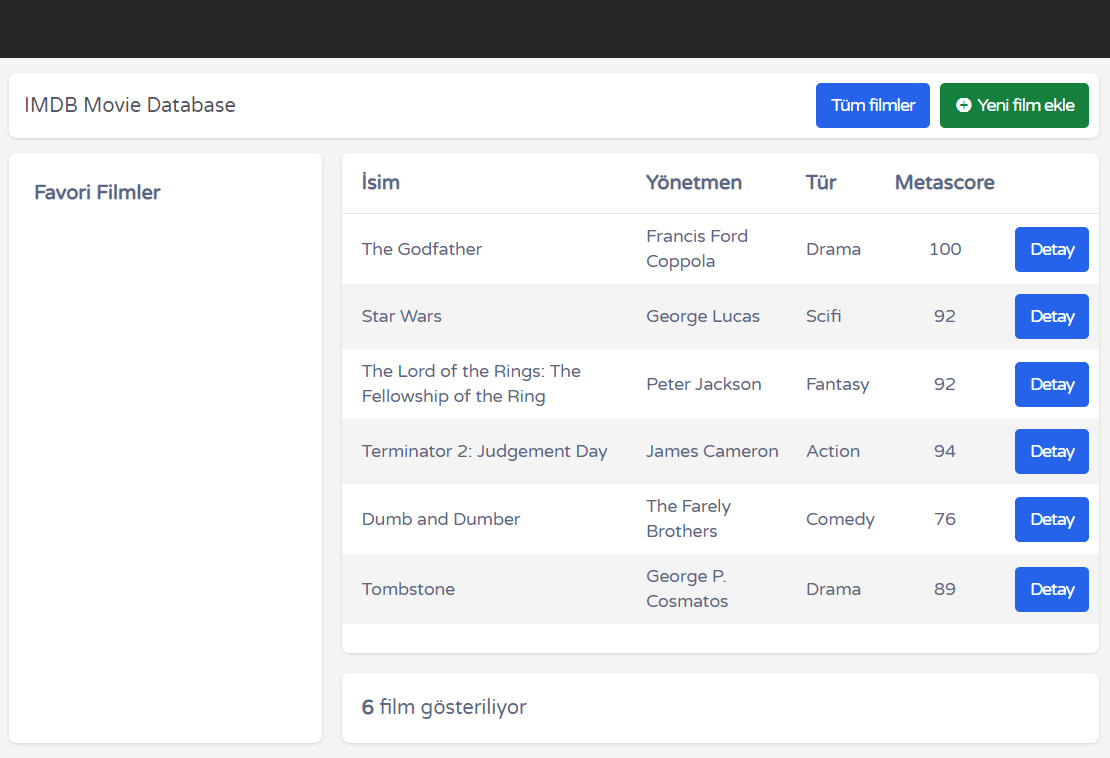 IMDB Movie Database
Tüm filmler
Yeni film ekle
Favori Filmler
İsim Yönetmen Tür Metascore
The Godfather Francis Ford Coppola Drama 100 Detay
Star Wars George Lucas Scifi 92 Detay
The Lord of the Rings: The Fellowship of the Ring Peter Jackson Fantasy 92 Detay
Terminator 2: Judgement Day James Cameron Action 94 Detay
Dumb and Dumber The Farely Brothers Comedy 76 Detay
Tombstone George P. Cosmatos Drama 89 Detay
6 film gösteriliyor